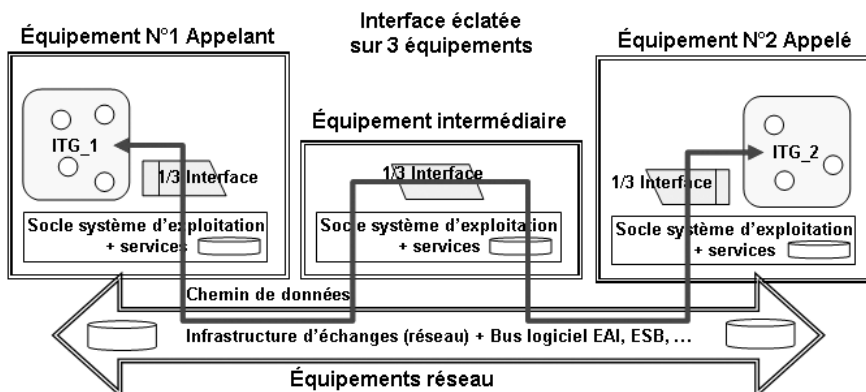 Interface éclatée
sur 3 équipements
Équipement N°1 Appelant
Équipement N°2 Appelé
Équipement intermédiaire
ITG_1
1/3 Interface
Socle système d'exploitation
+ services
1/3 Interface
Socle système d'exploitation
+ services
ITG_2
1/3 Interface
Socle système d'exploitation
+ services
Chemin de données
Infrastructure d'échanges (réseau) + Bus logiciel EAI, ESB, …
Équipements réseau